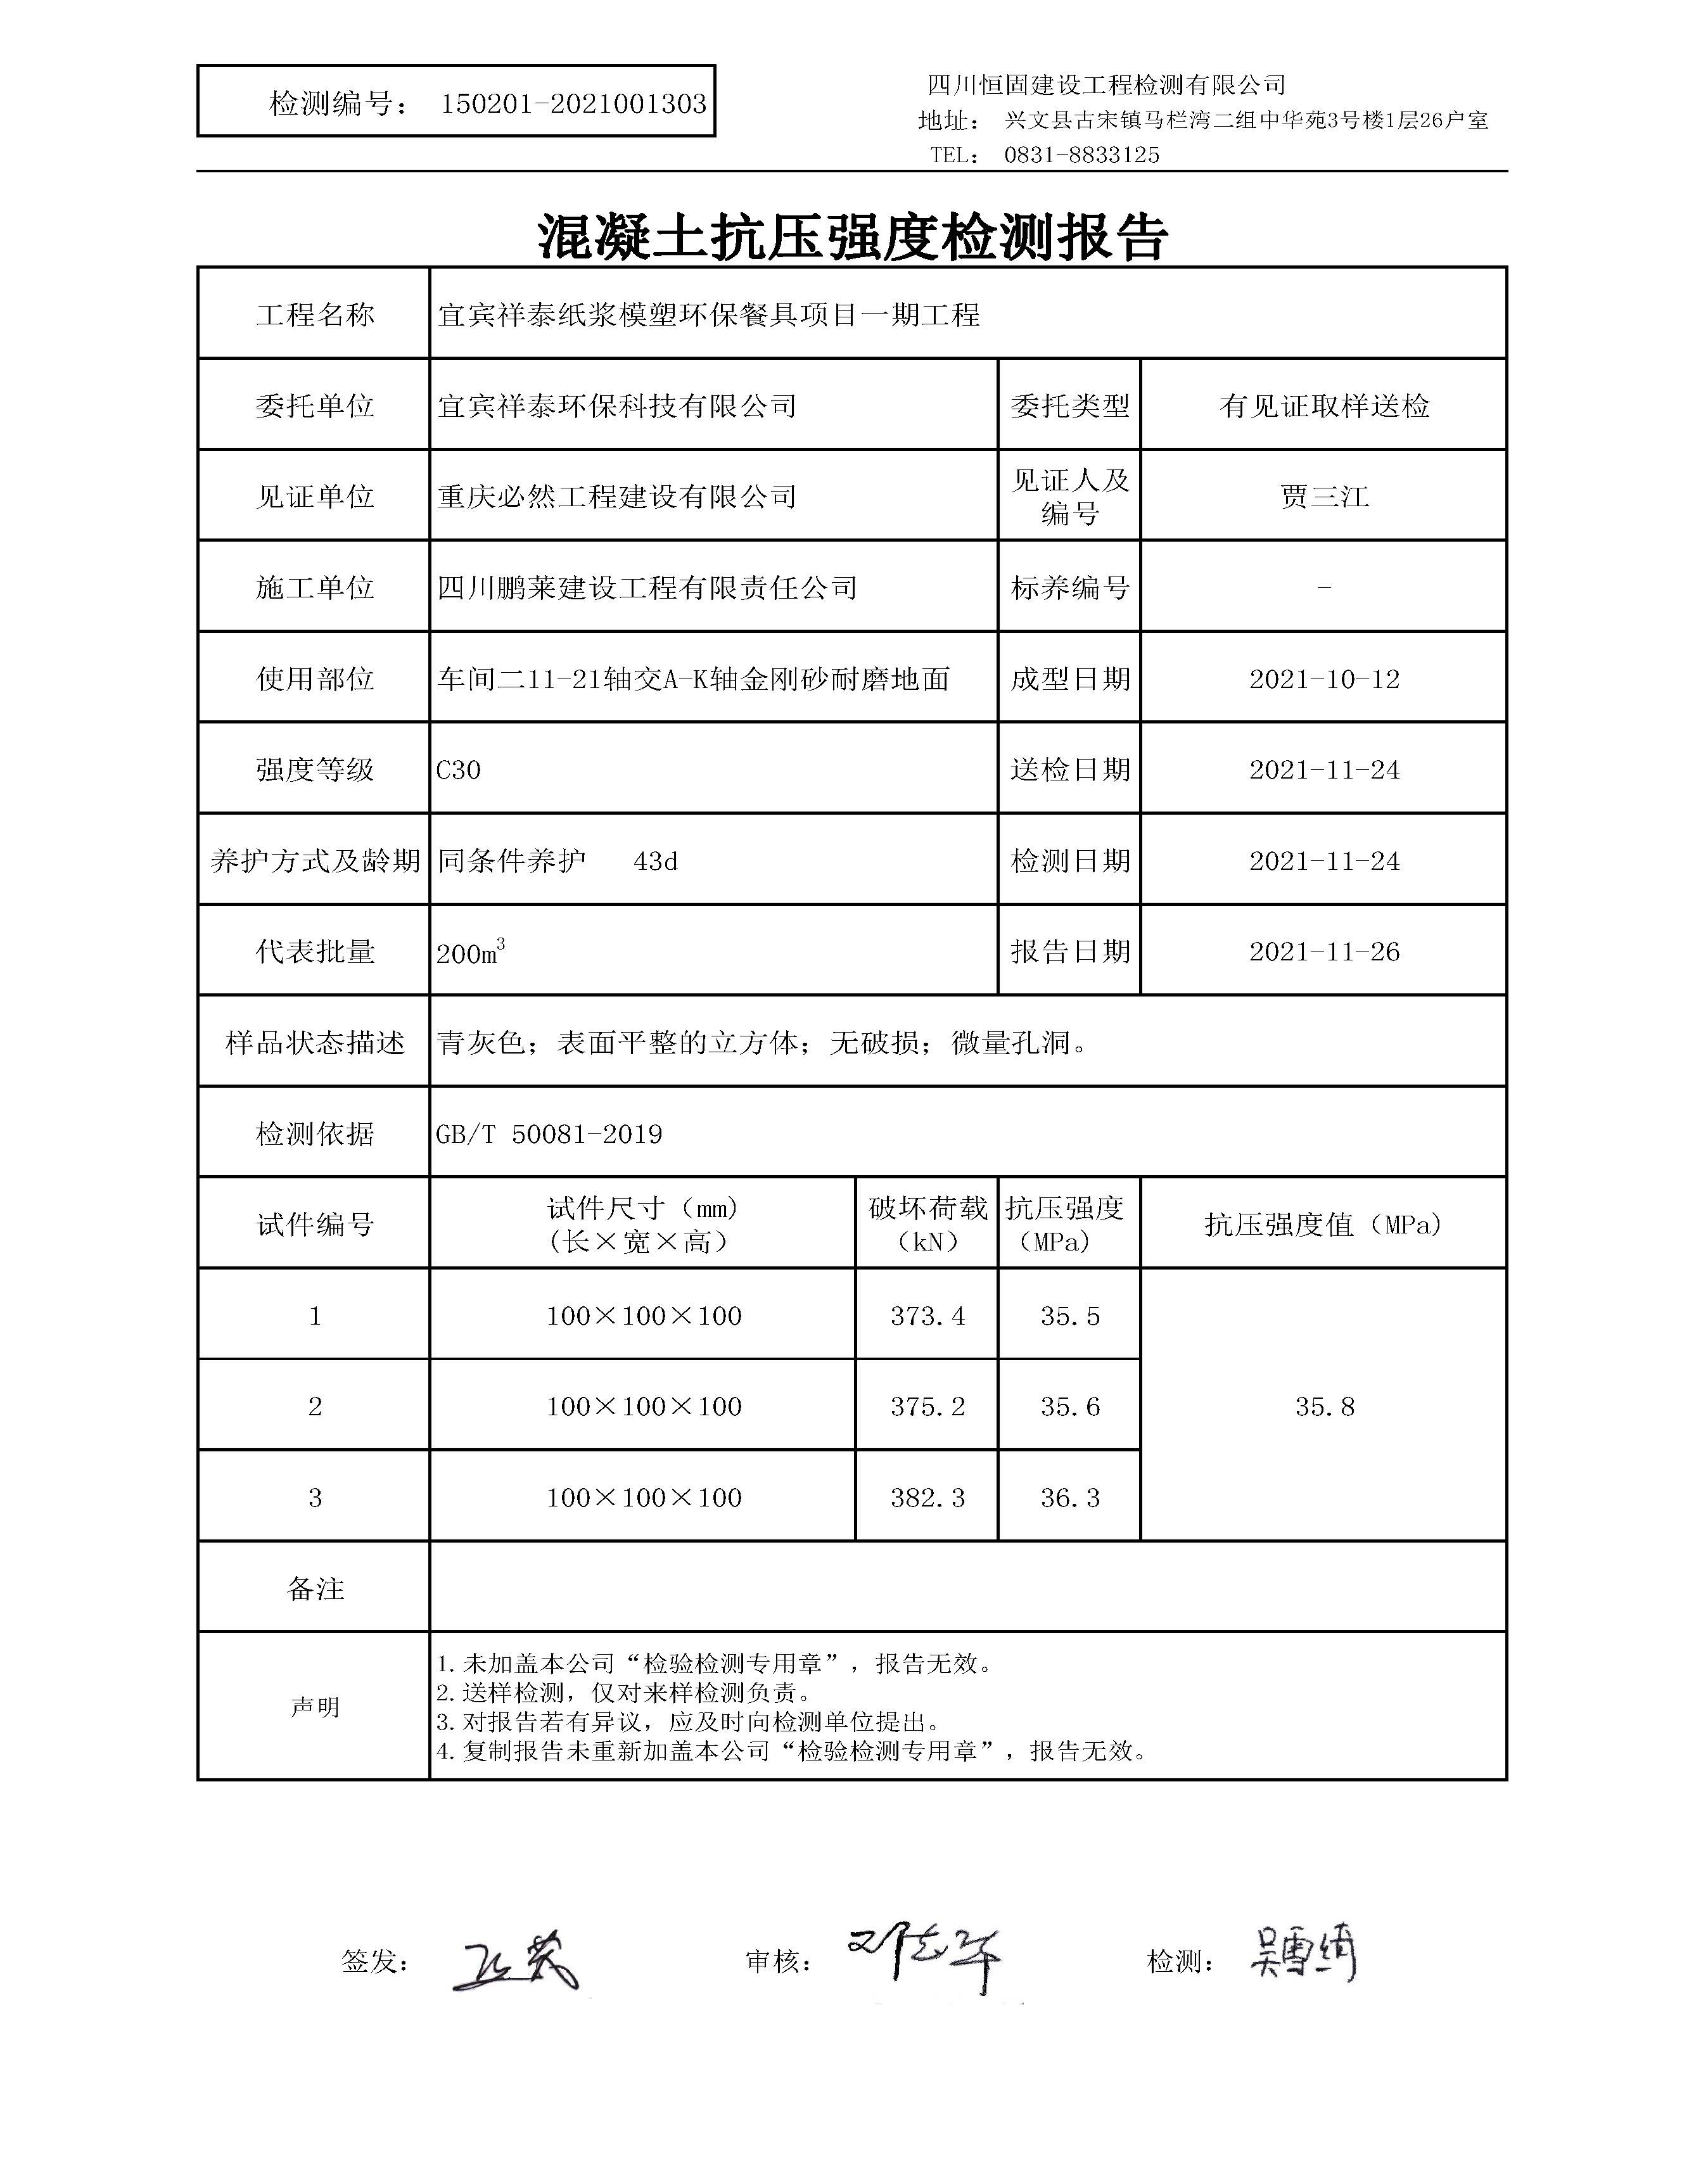 检测编号： 150201-2021001303
四川恒固建设工程检测有限公司
地址： 兴文县古宋镇马栏湾二组中华苑3号楼1层26户室
TEL： 0831-8833125
混凝土抗压强度检测报告
工程名称 宜宾祥泰纸浆模塑环保餐具项目一期工程
委托单位 宜宾祥泰环保科技有限公司 委托类型 有见证取样送检
见证单位 重庆必然工程建设有限公司 见证人及编号 贾三江
施工单位 四川鹏莱建设工程有限责任公司 标养编号 -
使用部位 车间二11-21轴交A-K轴金刚砂耐磨地面 成型日期 2021-10-12
强度等级 C30 送检日期 2021-11-24
养护方式及龄期 同条件养护 43d 检测日期 2021-11-24
代表批量 200m³ 报告日期 2021-11-26
样品状态描述 青灰色；表面平整的立方体；无破损；微量孔洞。
检测依据 GB/T 50081-2019
试件编号 试件尺寸（mm）（长×宽×高） 破坏荷载（kN） 抗压强度（MPa） 抗压强度值（MPa）
1 100×100×100 373.4 35.5
2 100×100×100 375.2 35.6 35.8
3 100×100×100 382.3 36.3
备注
声明
1.未加盖本公司“检验检测专用章”，报告无效。
2.送样检测，仅对来样检测负责。
3.对报告若有异议，应及时向检测单位提出。
4.复制报告未重新加盖本公司“检验检测专用章”，报告无效。
签发： 审核： 检测： 吴雪绮